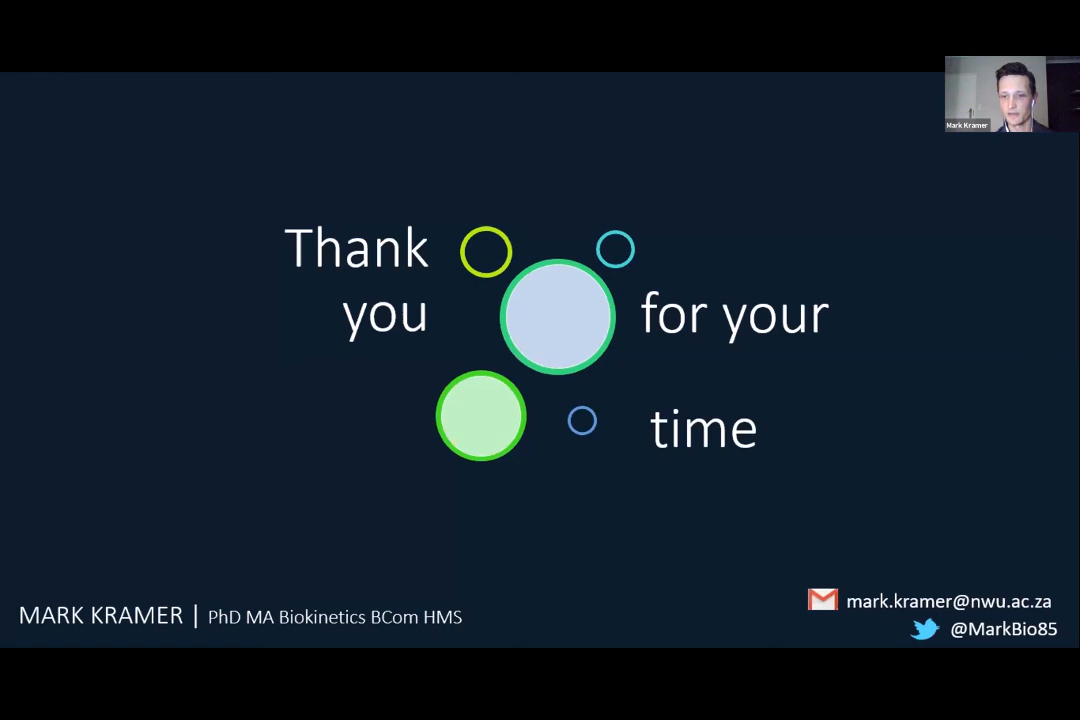 Mark Kramer
Thank
you
for your
time
MARK KRAMER | PhD MA Biokinetics BCom HMS
mark.kramer@nwu.ac.za
@MarkBio85